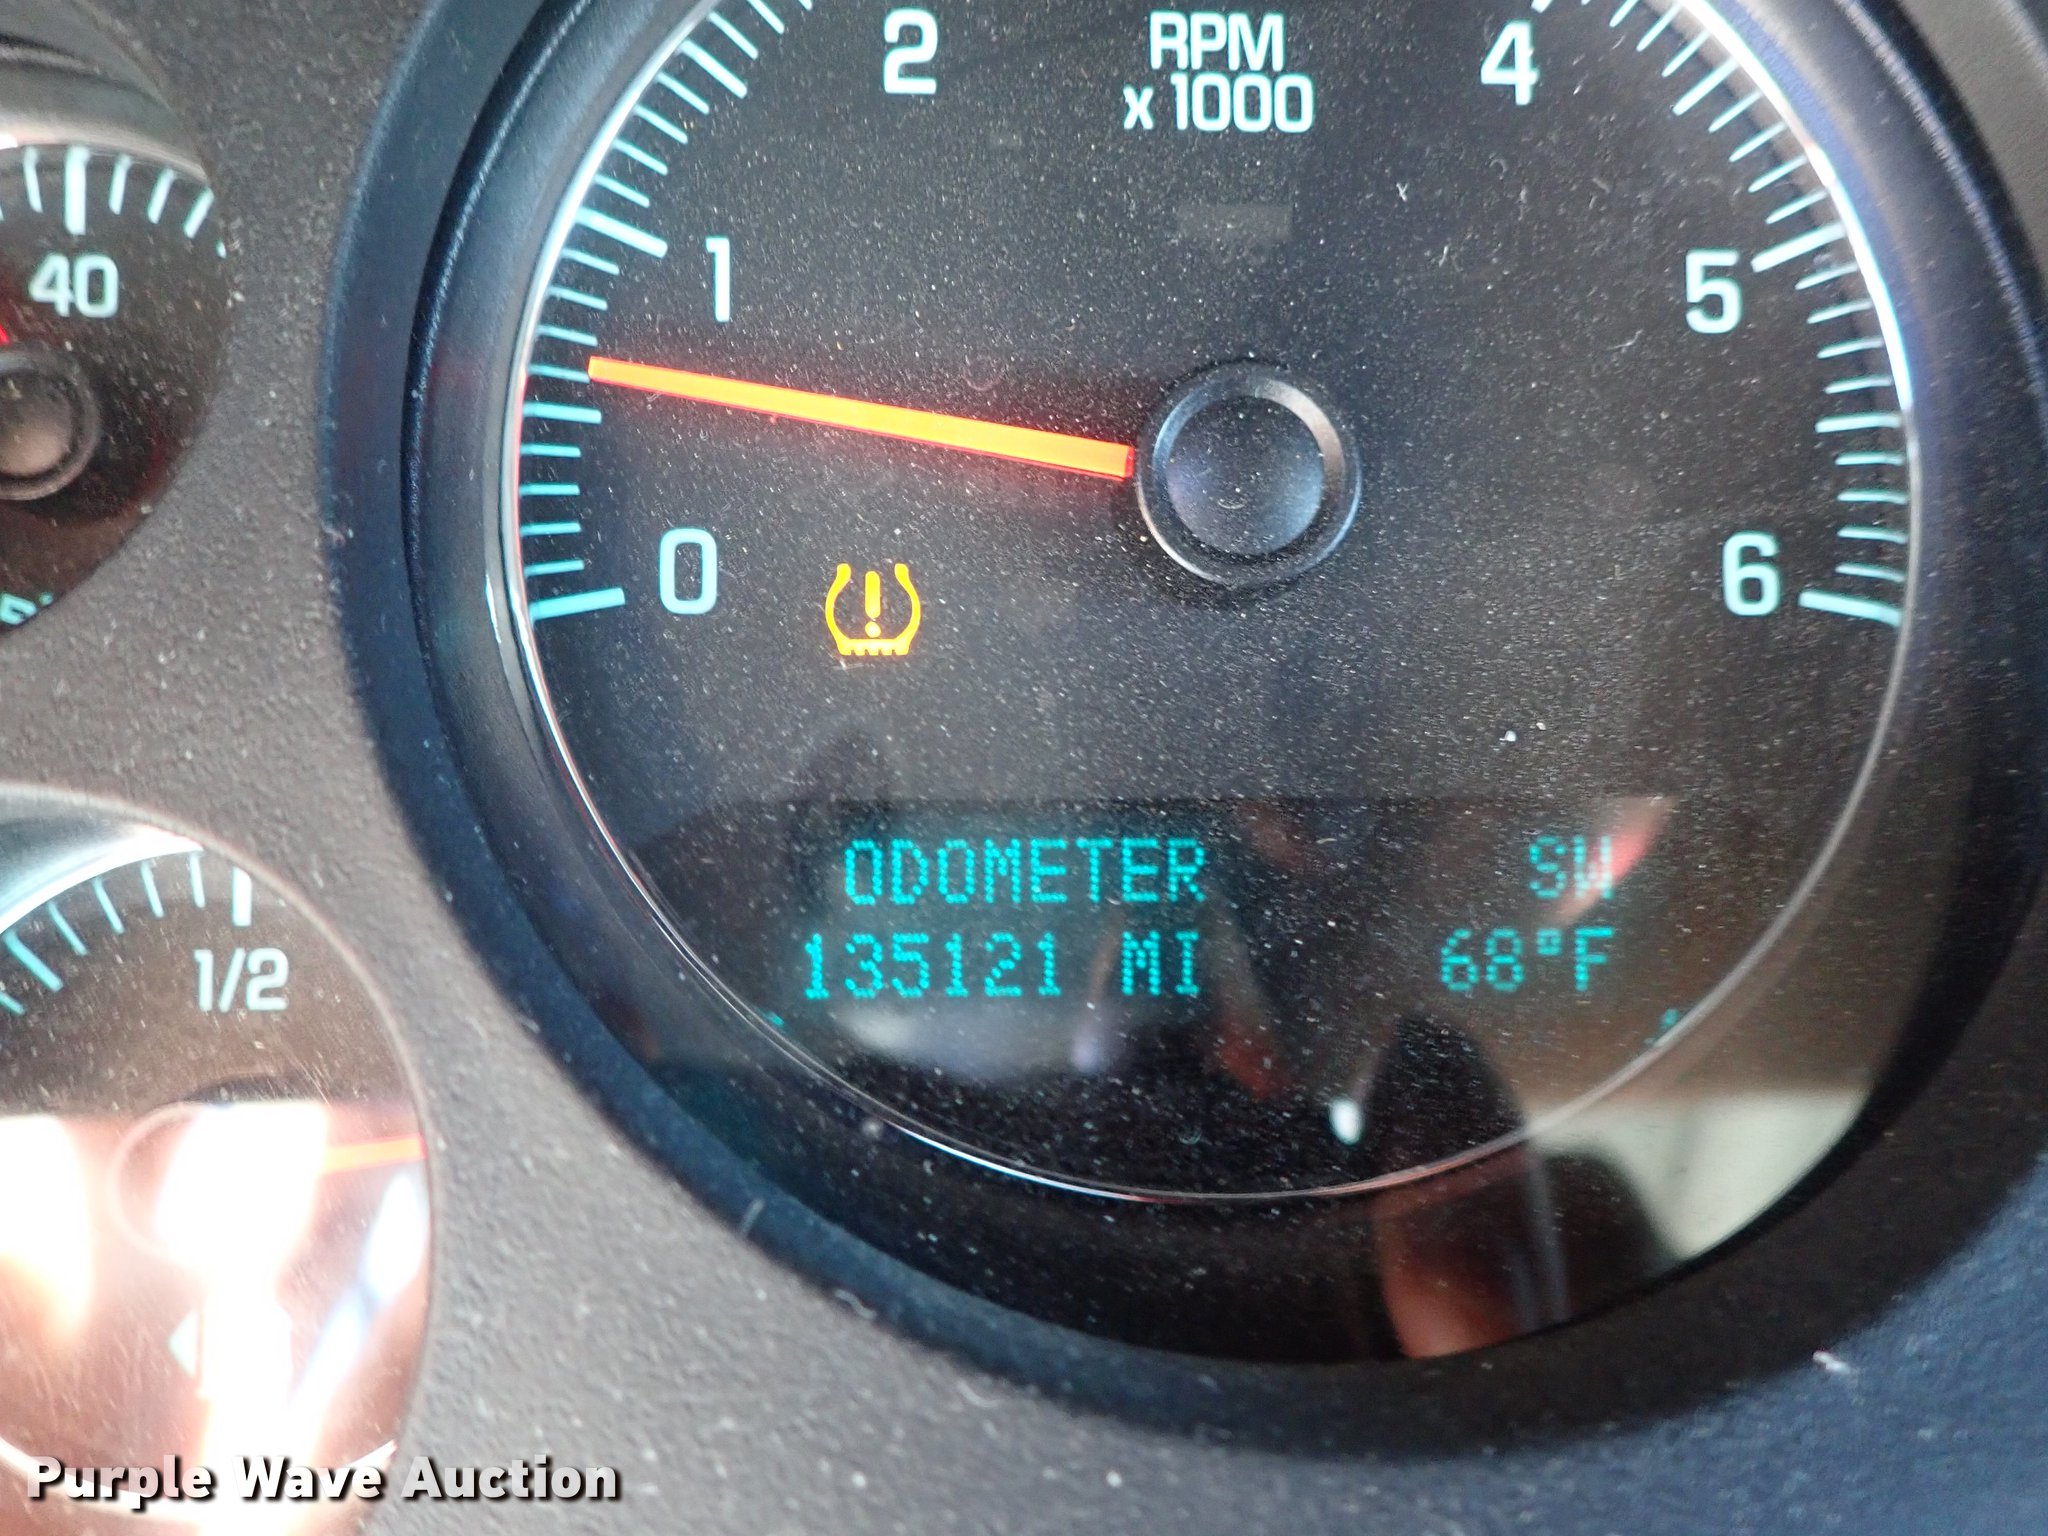 2
RPM
4
x 1000
40
1
5
0
6
ODOMETER SW
135121 MI 68°F
1/2
Purple Wave Auction